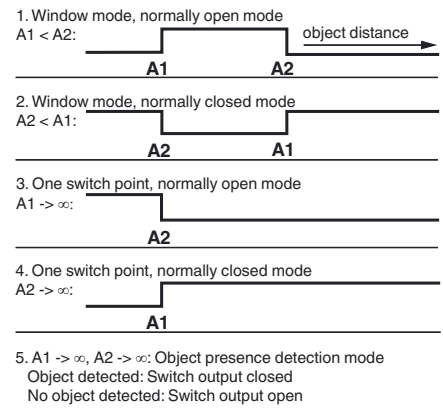 1. Window mode, normally open mode
A1 < A2:
object distance
A1 A2
2. Window mode, normally closed mode
A2 < A1:
A2 A1
3. One switch point, normally open mode
A1 -> ∞:
A2
4. One switch point, normally closed mode
A2 -> ∞:
A1
5. A1 -> ∞, A2 -> ∞: Object presence detection mode
Object detected: Switch output closed
No object detected: Switch output open